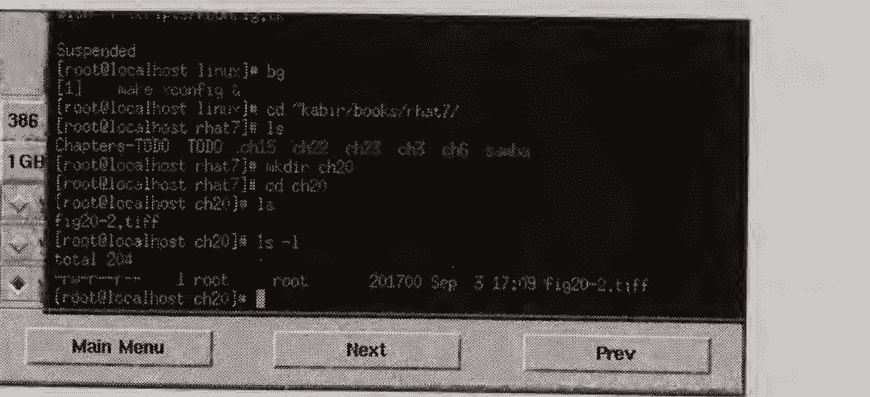 Suspended
[root@localhost linux]# bg
[1] make xconfig &
[root@localhost linux]# cd ~kabir/books/rhat7/
[root@localhost rhat7]# ls
Chapters-TODO TODO ch15 ch22 ch23 ch3 ch6 samba
[root@localhost rhat7]# mkdir ch20
[root@localhost rhat7]# cd ch20
[root@localhost ch20]# ls
fig20-2.tiff
[root@localhost ch20]# ls -l
total 204
-rw-r--r-- 1 root root 201700 Sep 3 17:09 fig20-2.tiff
[root@localhost ch20]#
386
1GB
Main Menu Next Prev